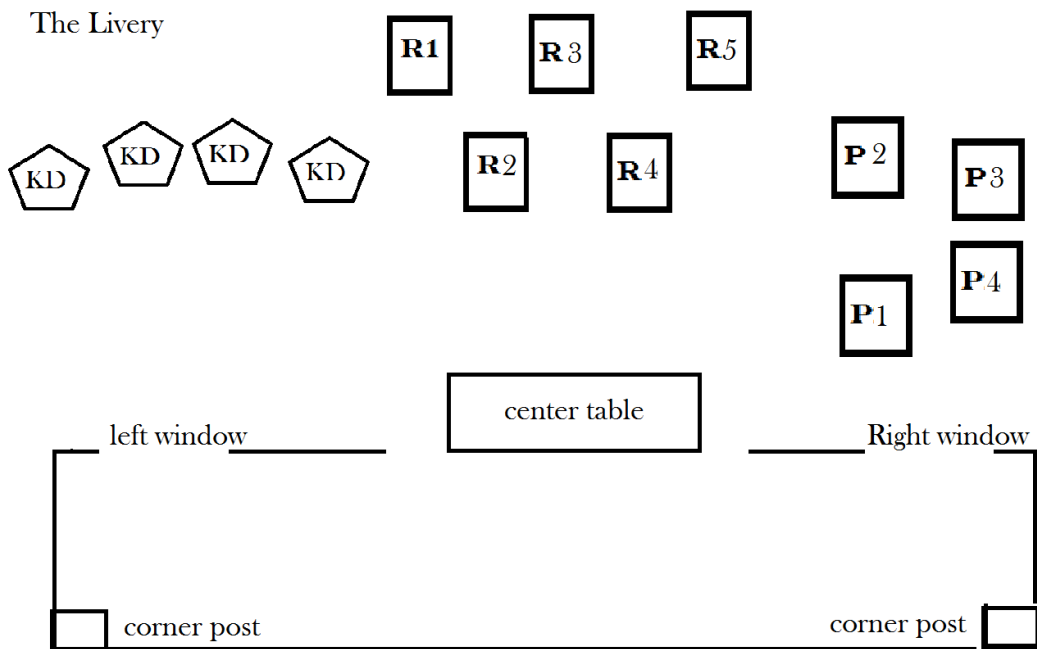 The Livery
R1
R3
R5
KD
KD
KD
KD
R2
R4
P2
P3
P1
P4
center table
left window
Right window
corner post
corner post